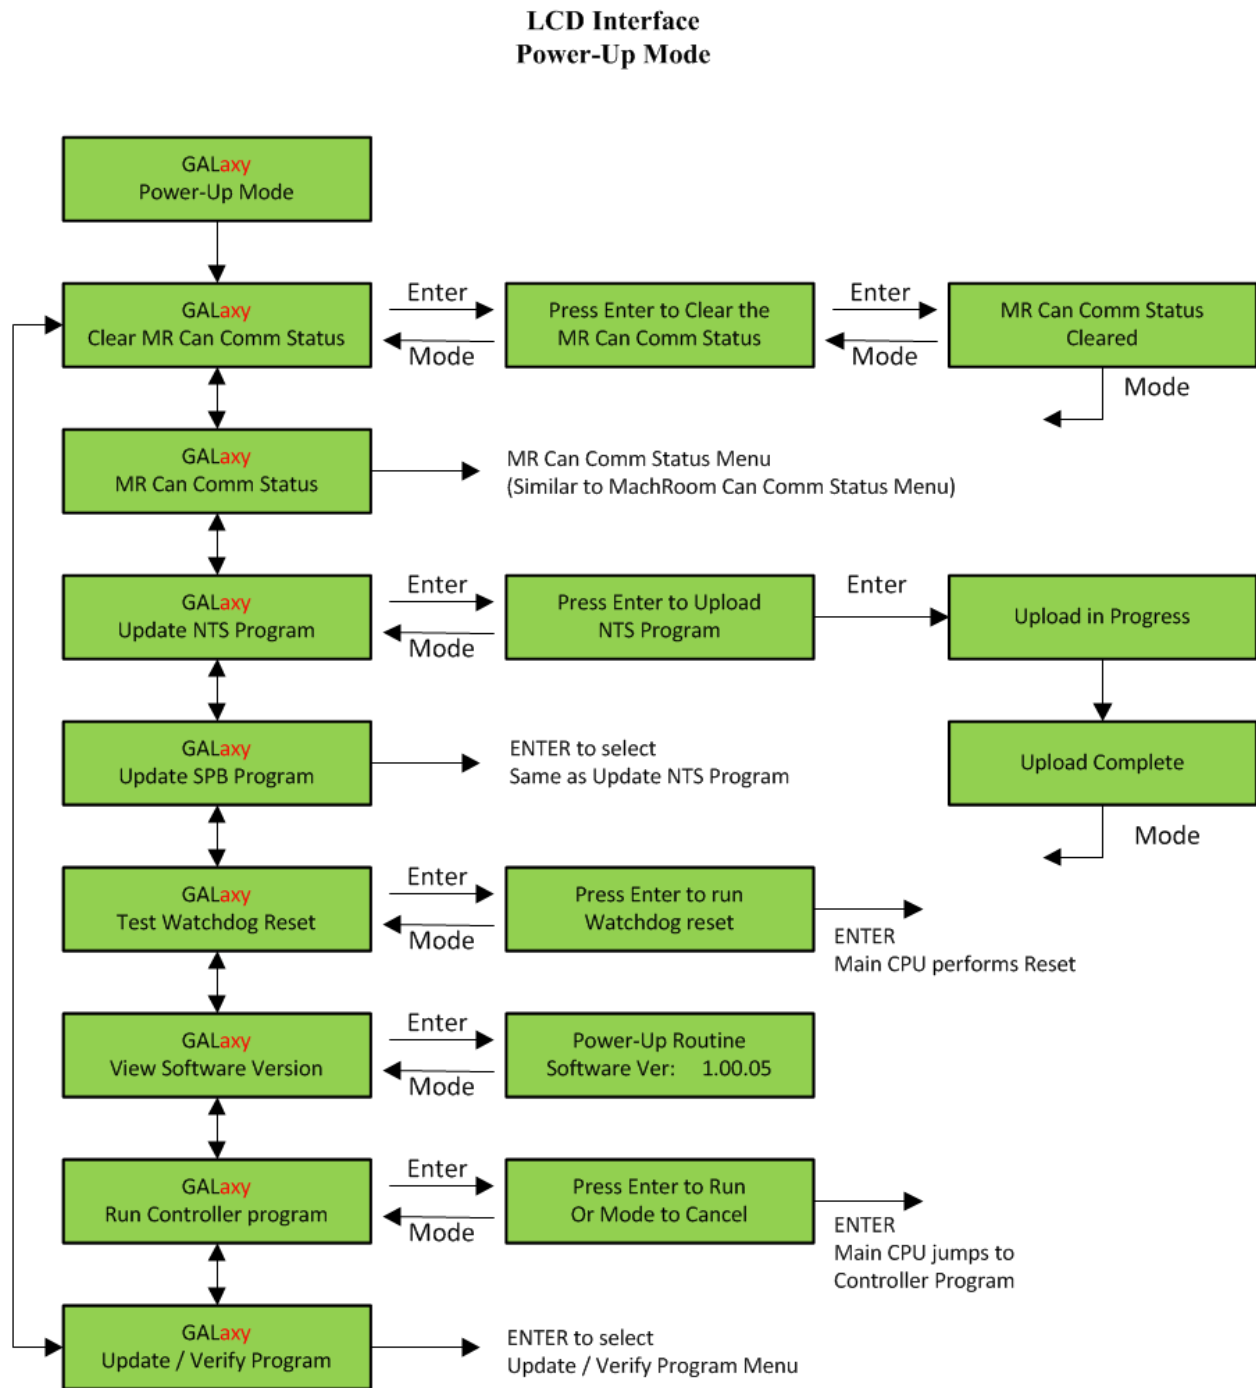 LCD Interface
Power-Up Mode
GALaxy
Power-Up Mode
GALaxy
Clear MR Can Comm Status
Enter
Mode
Press Enter to Clear the
MR Can Comm Status
Enter
Mode
MR Can Comm Status
Cleared
Mode
GALaxy
MR Can Comm Status
MR Can Comm Status Menu
(Similar to MachRoom Can Comm Status Menu)
GALaxy
Update NTS Program
Enter
Mode
Press Enter to Upload
NTS Program
Enter
Upload in Progress
GALaxy
Update SPB Program
ENTER to select
Same as Update NTS Program
Upload Complete
Mode
GALaxy
Test Watchdog Reset
Enter
Mode
Press Enter to run
Watchdog reset
ENTER
Main CPU performs Reset
GALaxy
View Software Version
Enter
Mode
Power-Up Routine
Software Ver: 1.00.05
GALaxy
Run Controller program
Enter
Mode
Press Enter to Run
Or Mode to Cancel
ENTER
Main CPU jumps to
Controller Program
GALaxy
Update / Verify Program
ENTER to select
Update / Verify Program Menu